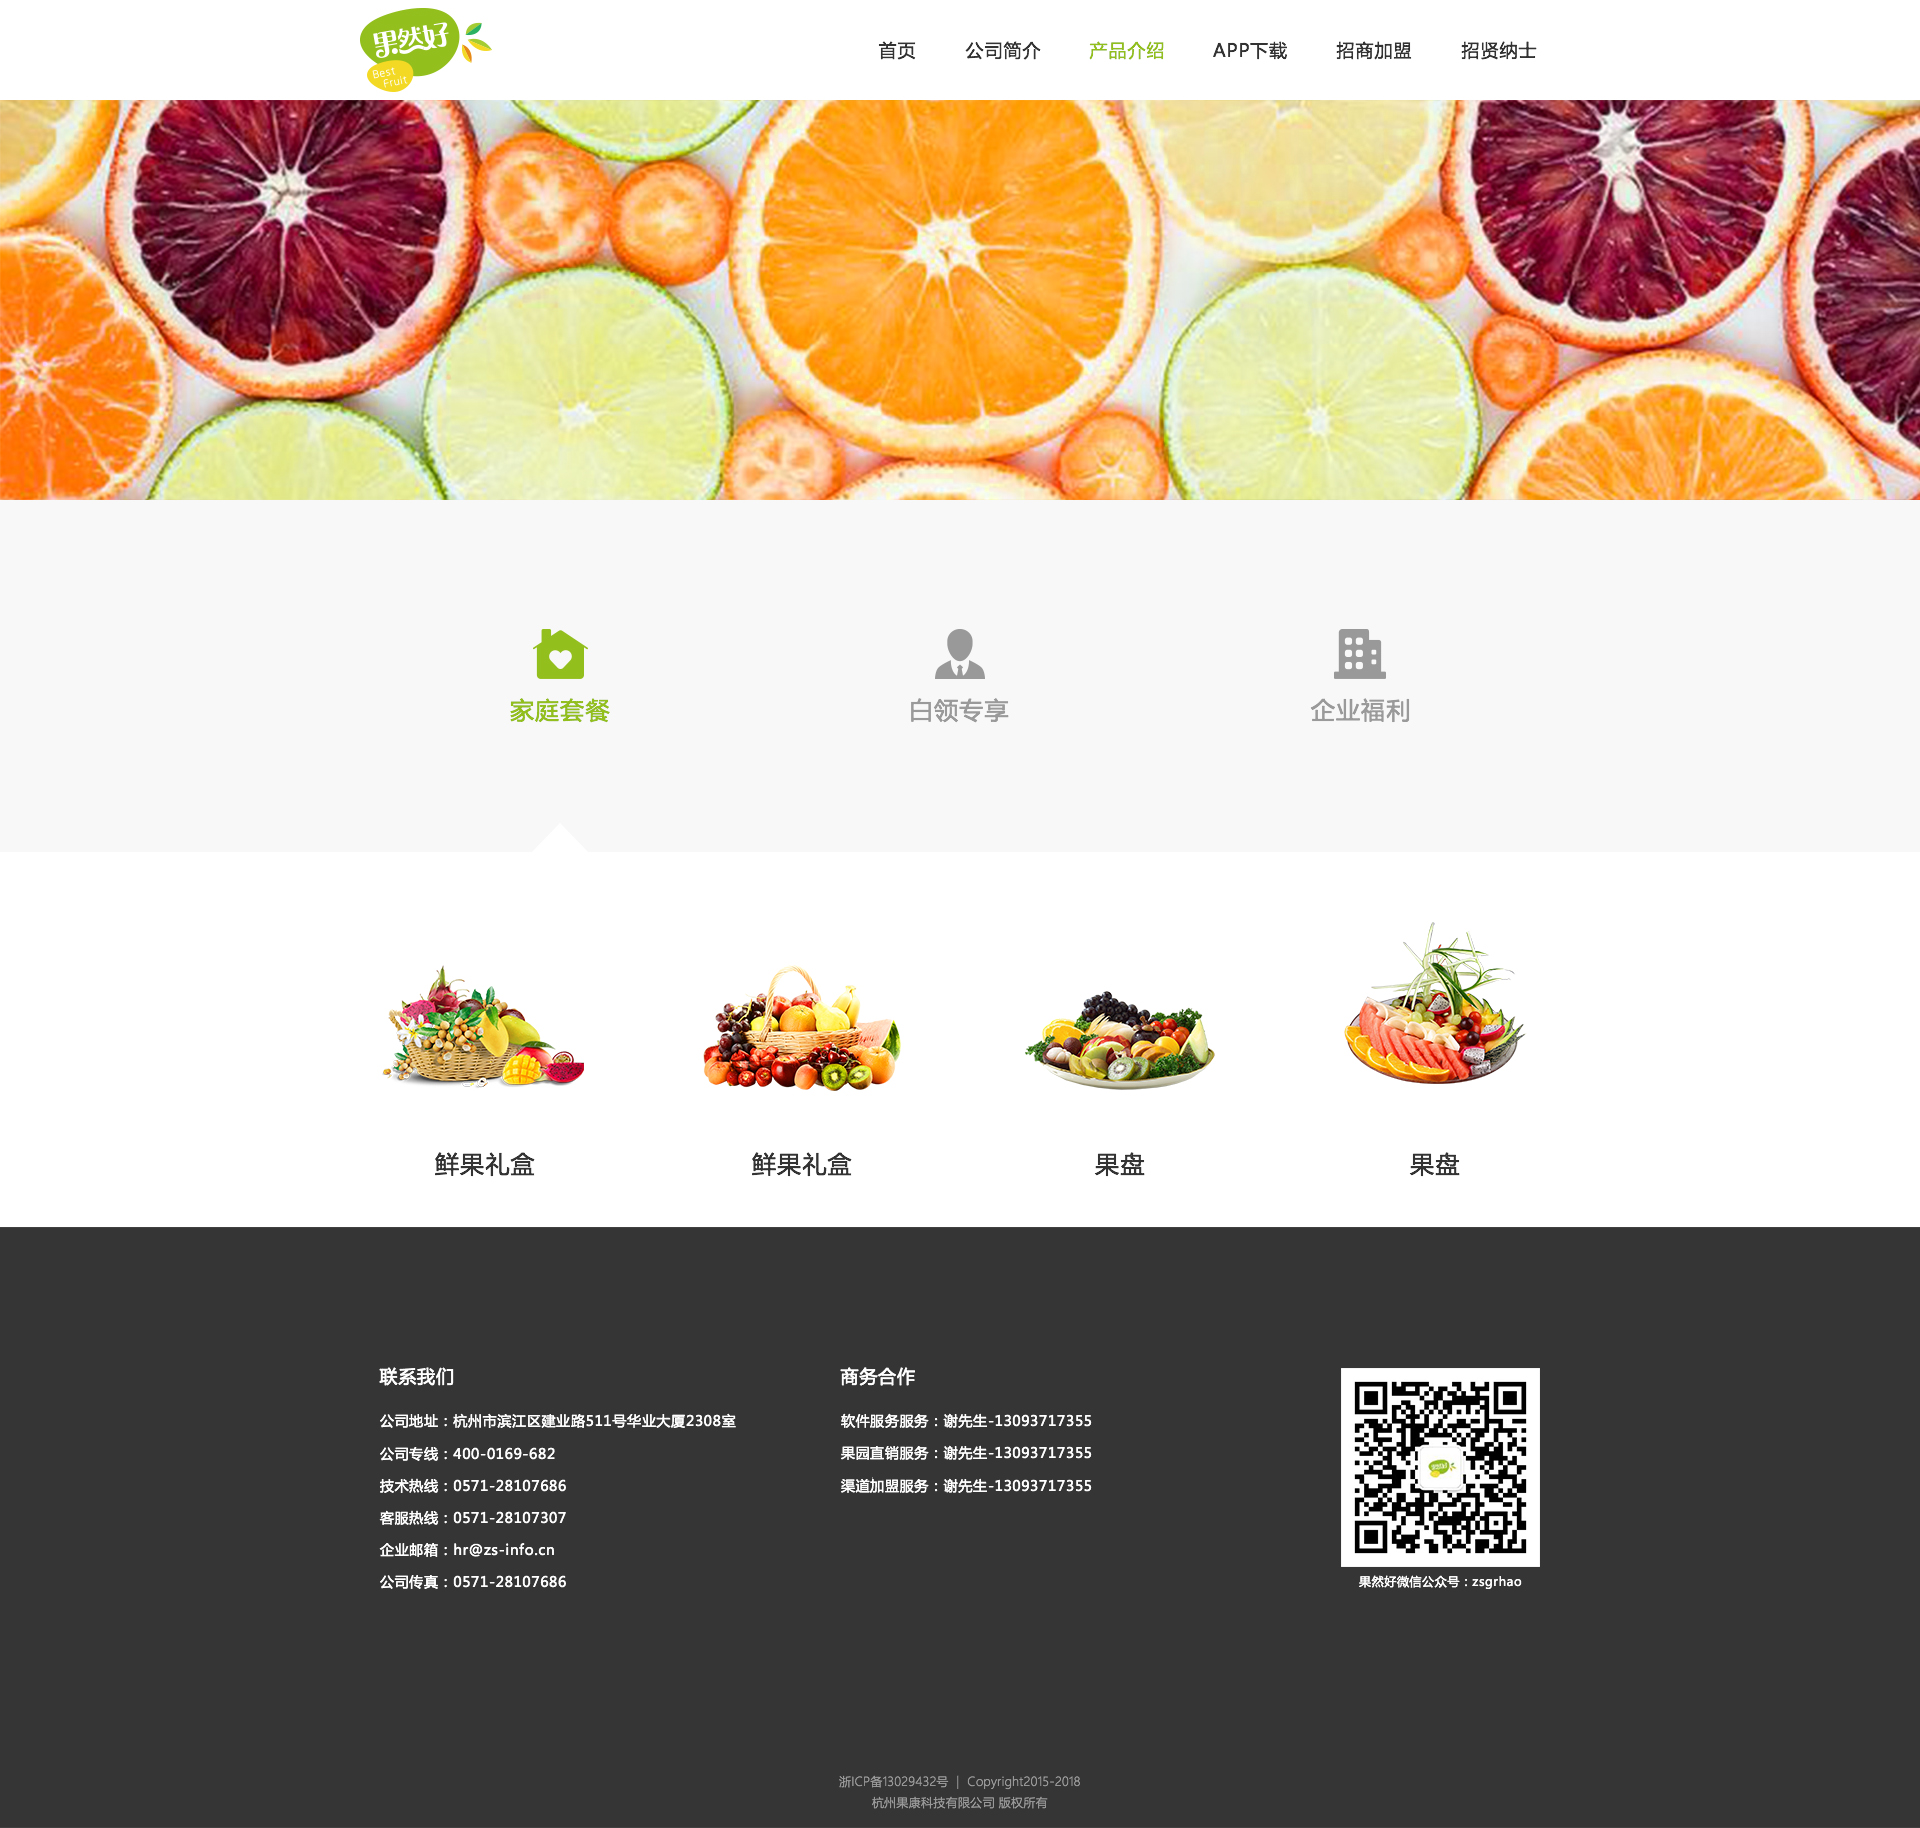 果然好
Best
Fruit
首页 公司简介 产品介绍 APP下载 招商加盟 招贤纳士
家庭套餐 白领专享 企业福利
鲜果礼盒 鲜果礼盒 果盘 果盘
联系我们
公司地址：杭州市滨江区建业路511号华业大厦2308室
公司专线：400-0169-682
技术热线：0571-28107686
客服热线：0571-28107307
企业邮箱：hr@zs-info.cn
公司传真：0571-28107686
商务合作
软件服务服务：谢先生-13093717355
果园直销服务：谢先生-13093717355
渠道加盟服务：谢先生-13093717355
果然好
果然好微信公众号：zsgrhao
浙ICP备13029432号 | Copyright2015-2018
杭州果康科技有限公司 版权所有